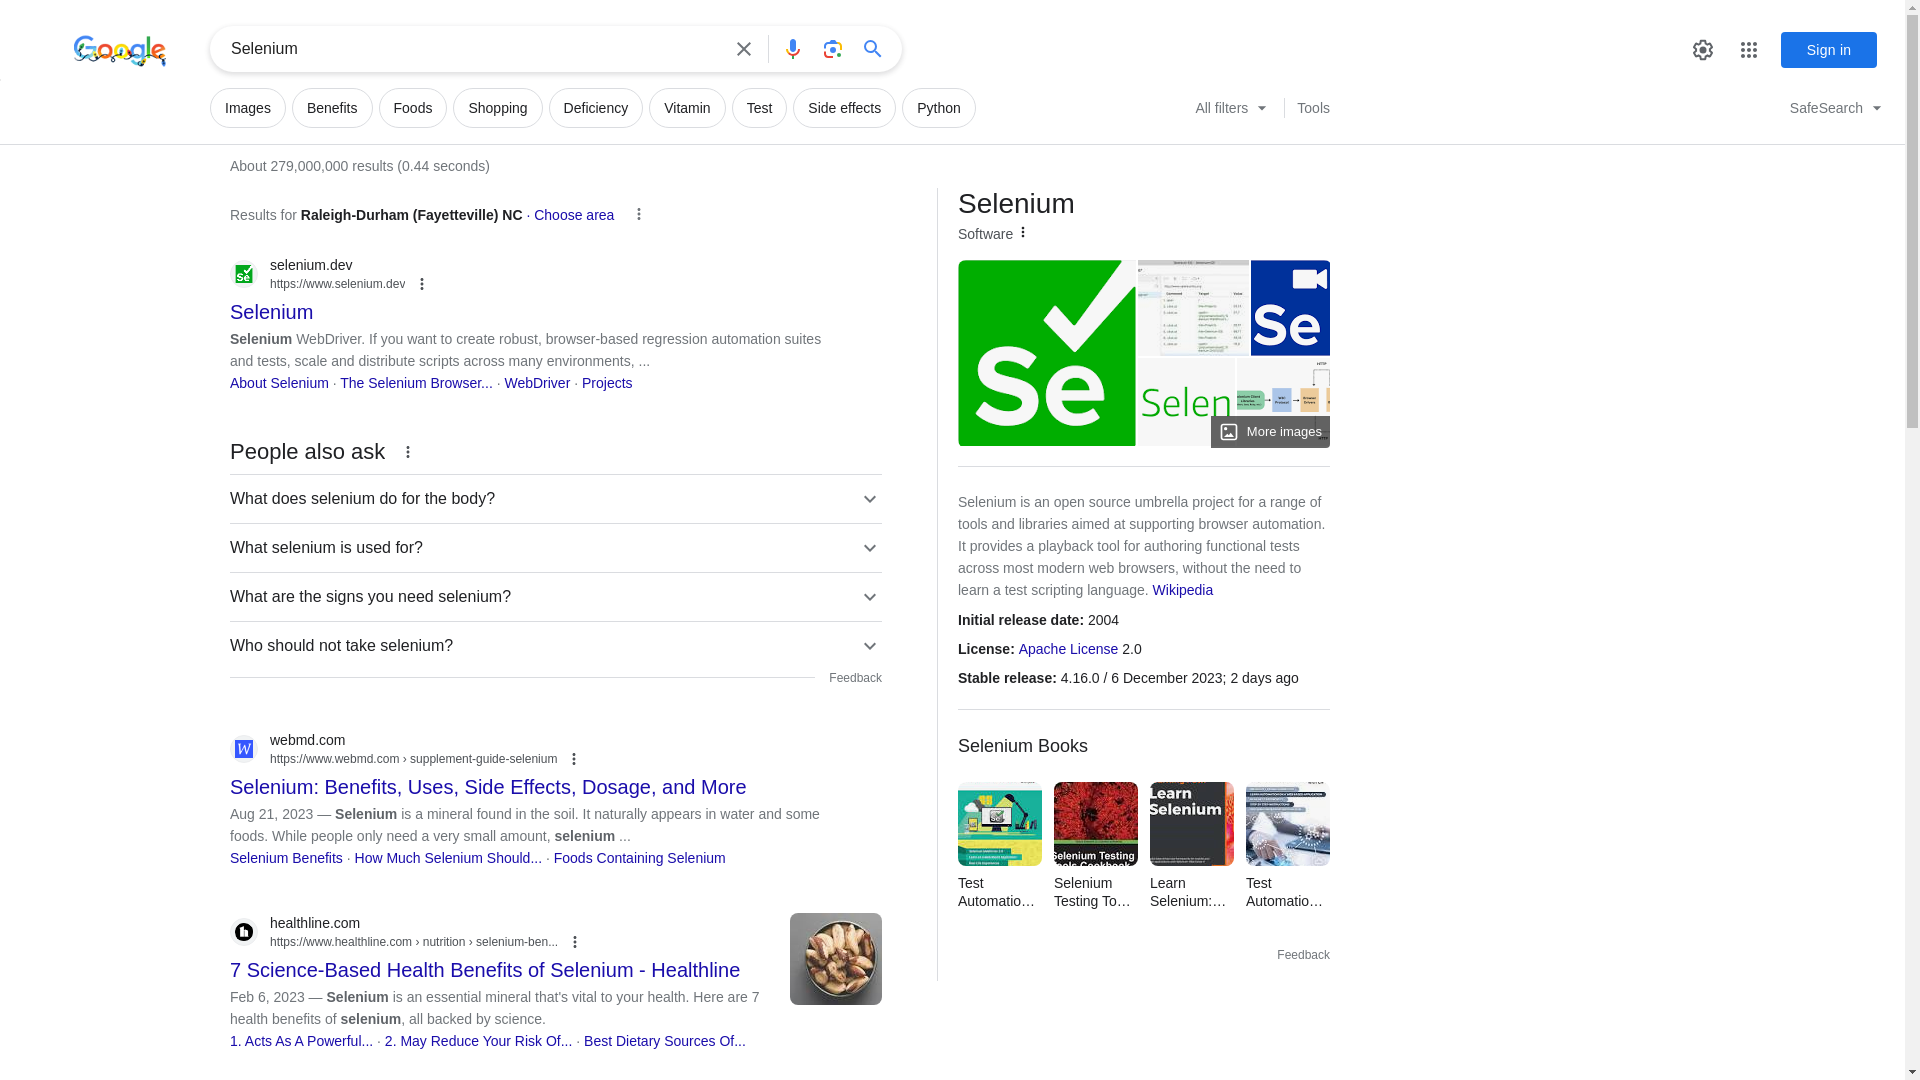 Google
Selenium
Sign in
Images
Benefits
Foods
Shopping
Deficiency
Vitamin
Test
Side effects
Python
All filters
Tools
SafeSearch
About 279,000,000 results (0.44 seconds)
Results for Raleigh-Durham (Fayetteville) NC · Choose area
selenium.dev
https://www.selenium.dev
Selenium
Selenium WebDriver. If you want to create robust, browser-based regression automation suites
and tests, scale and distribute scripts across many environments, ...
About Selenium · The Selenium Browser... · WebDriver · Projects
People also ask
What does selenium do for the body?
What selenium is used for?
What are the signs you need selenium?
Who should not take selenium?
Feedback
webmd.com
https://www.webmd.com › supplement-guide-selenium
Selenium: Benefits, Uses, Side Effects, Dosage, and More
Aug 21, 2023 — Selenium is a mineral found in the soil. It naturally appears in water and some
foods. While people only need a very small amount, selenium ...
Selenium Benefits · How Much Selenium Should... · Foods Containing Selenium
healthline.com
https://www.healthline.com › nutrition › selenium-ben...
7 Science-Based Health Benefits of Selenium - Healthline
Feb 6, 2023 — Selenium is an essential mineral that's vital to your health. Here are 7
health benefits of selenium, all backed by science.
1. Acts As A Powerful... · 2. May Reduce Your Risk Of... · Best Dietary Sources Of...
Selenium
Software
Se
Se
Selen
More images
Selenium is an open source umbrella project for a range of
tools and libraries aimed at supporting browser automation.
It provides a playback tool for authoring functional tests
across most modern web browsers, without the need to
learn a test scripting language. Wikipedia
Initial release date: 2004
License: Apache License 2.0
Stable release: 4.16.0 / 6 December 2023; 2 days ago
Selenium Books
Selenium Testing
Tools Cookbook
Learn
Selenium
Test
Automatio…
Selenium
Testing To…
Learn
Selenium:…
Test
Automatio…
Feedback